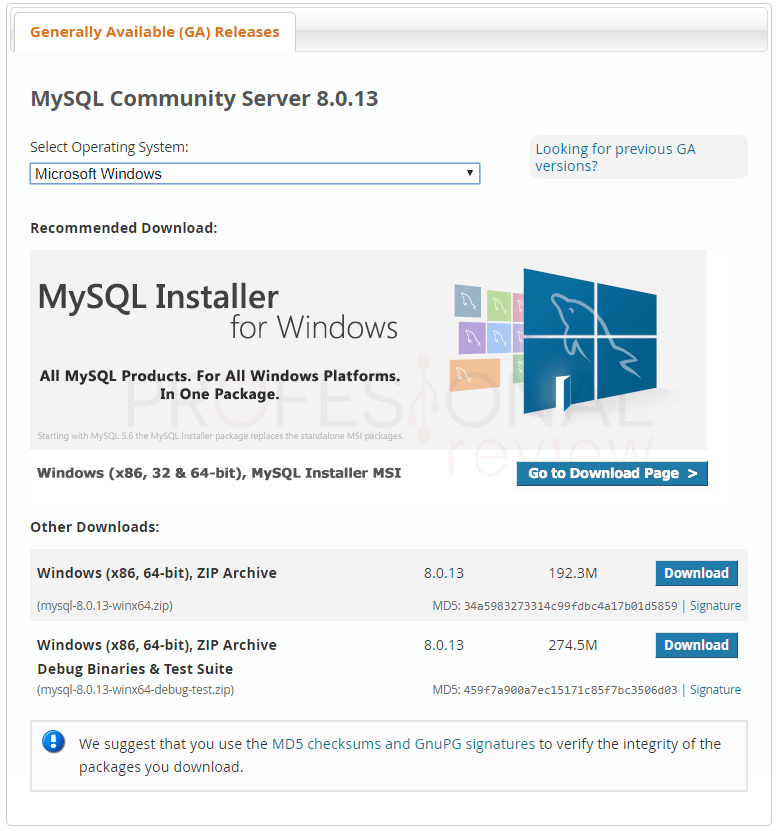 Generally Available (GA) Releases
MySQL Community Server 8.0.13
Select Operating System:
Looking for previous GA
versions?
Microsoft Windows
Recommended Download:
MySQL Installer
for Windows
All MySQL Products. For All Windows Platforms.
In One Package.
PROFESIONAL
review
Starting with MySQL 5.6 the MySQL Installer package replaces the standalone MSI packages.
Windows (x86, 32 & 64-bit), MySQL Installer MSI
Go to Download Page >
Other Downloads:
Windows (x86, 64-bit), ZIP Archive 8.0.13 192.3M Download
(mysql-8.0.13-winx64.zip) MD5: 34a5983273314c99fdbc4a17b01d5859 | Signature
Windows (x86, 64-bit), ZIP Archive 8.0.13 274.5M Download
Debug Binaries & Test Suite
(mysql-8.0.13-winx64-debug-test.zip) MD5: 459f7a900a7ec15171c85f7bc3506d03 | Signature
We suggest that you use the MD5 checksums and GnuPG signatures to verify the integrity of the
packages you download.